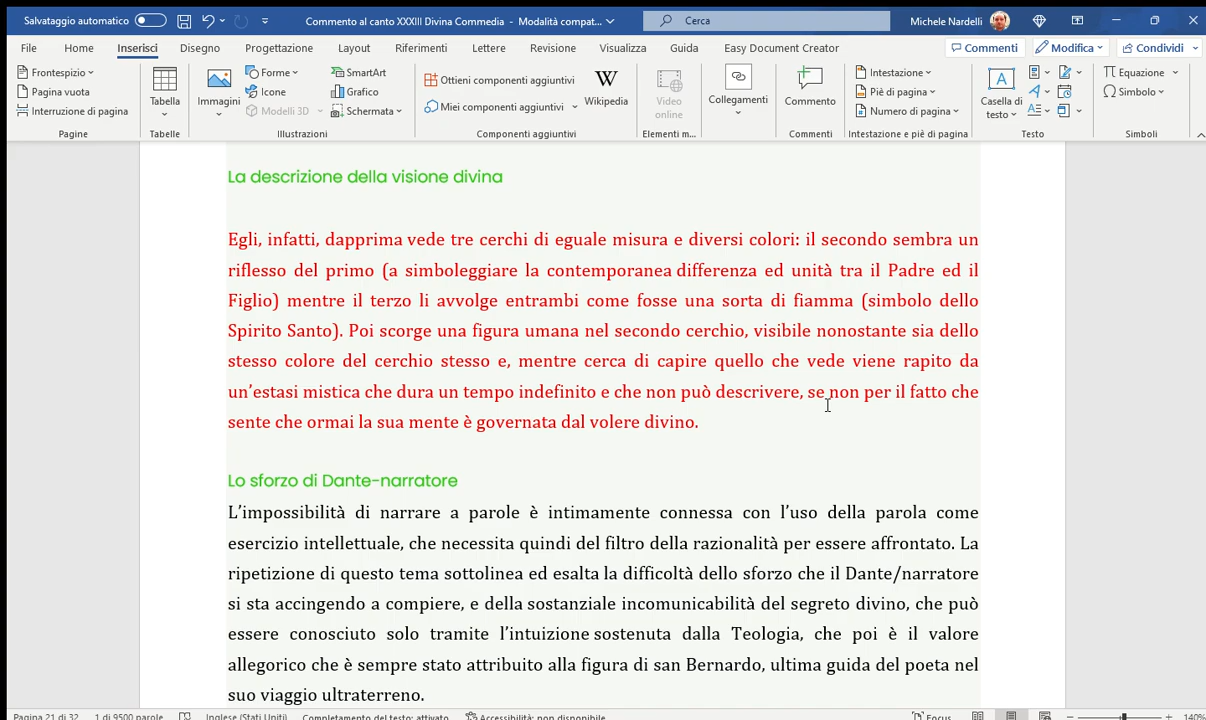 Salvataggio automatico Commento al canto XXXIII Divina Commedia - Modalità compat... Cerca Michele Nardelli
File Home Inserisci Disegno Progettazione Layout Riferimenti Lettere Revisione Visualizza Guida Easy Document Creator Commenti Modifica Condividi
Frontespizio
Pagina vuota
Interruzione di pagina
Pagine
Tabella
Tabelle
Immagini
Forme
Icone
Modelli 3D
SmartArt
Grafico
Schermata
Illustrazioni
Ottieni componenti aggiuntivi
Miei componenti aggiuntivi
W
Wikipedia
Componenti aggiuntivi
Video
online
Elementi m...
Collegamenti
Commento
Commenti
Intestazione
Piè di pagina
Numero di pagina
Intestazione e piè di pagina
A
Casella di
testo
Testo
Equazione
Simbolo
Simboli
La descrizione della visione divina
Egli, infatti, dapprima vede tre cerchi di eguale misura e diversi colori: il secondo sembra un
riflesso del primo (a simboleggiare la contemporanea differenza ed unità tra il Padre ed il
Figlio) mentre il terzo li avvolge entrambi come fosse una sorta di fiamma (simbolo dello
Spirito Santo). Poi scorge una figura umana nel secondo cerchio, visibile nonostante sia dello
stesso colore del cerchio stesso e, mentre cerca di capire quello che vede viene rapito da
un’estasi mistica che dura un tempo indefinito e che non può descrivere, se non per il fatto che
sente che ormai la sua mente è governata dal volere divino.
Lo sforzo di Dante-narratore
L’impossibilità di narrare a parole è intimamente connessa con l’uso della parola come
esercizio intellettuale, che necessita quindi del filtro della razionalità per essere affrontato. La
ripetizione di questo tema sottolinea ed esalta la difficoltà dello sforzo che il Dante/narratore
si sta accingendo a compiere, e della sostanziale incomunicabilità del segreto divino, che può
essere conosciuto solo tramite l’intuizione sostenuta dalla Teologia, che poi è il valore
allegorico che è sempre stato attribuito alla figura di san Bernardo, ultima guida del poeta nel
suo viaggio ultraterreno.
Pagina 21 di 32 1 di 9500 parole Inglese (Stati Uniti) Completamento del testo: attivato Accessibilità: non disponibile Focus 140%